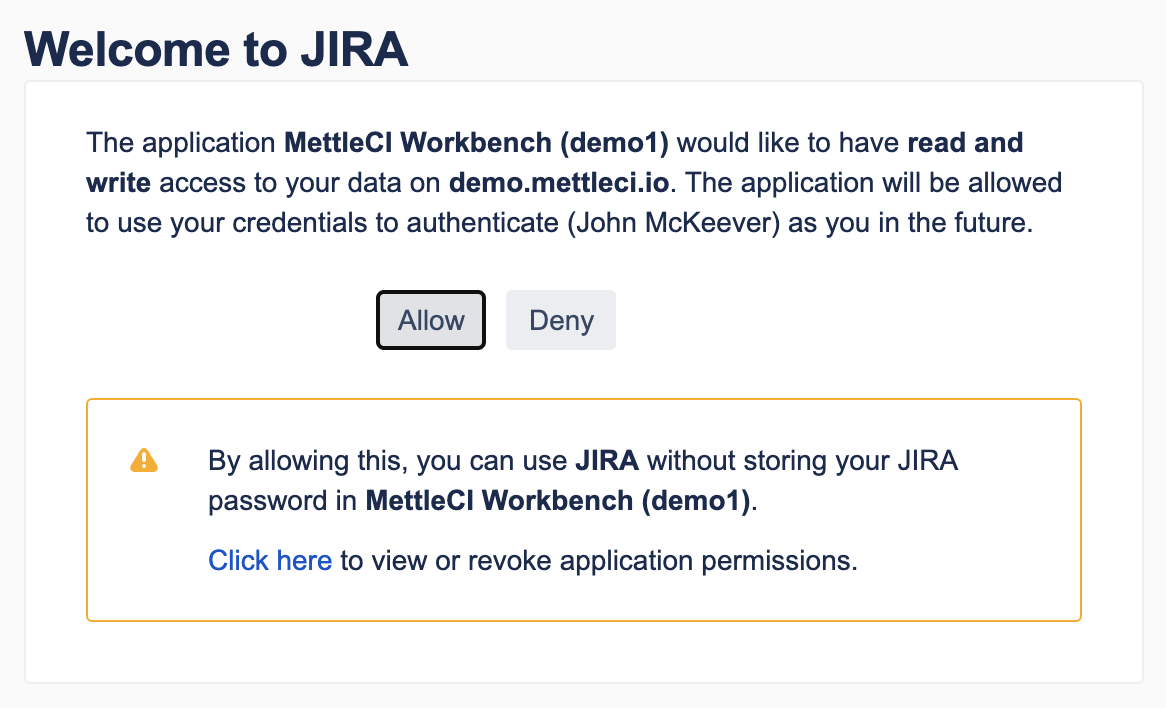 Welcome to JIRA
The application MettleCI Workbench (demo1) would like to have read and
write access to your data on demo.mettleci.io. The application will be allowed
to use your credentials to authenticate (John McKeever) as you in the future.
Allow Deny
By allowing this, you can use JIRA without storing your JIRA
password in MettleCI Workbench (demo1).
Click here to view or revoke application permissions.